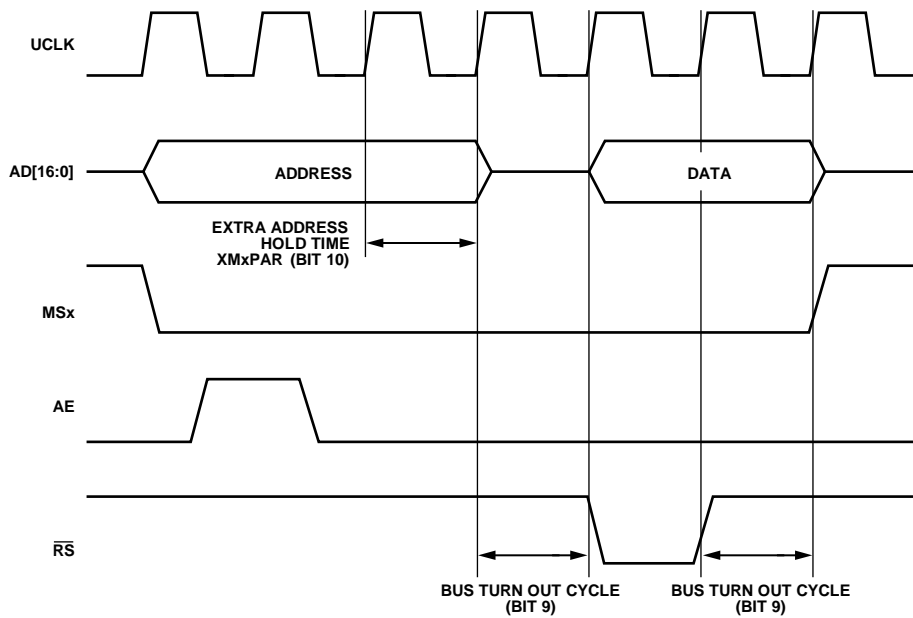 UCLK
AD[16:0]
ADDRESS
DATA
EXTRA ADDRESS
HOLD TIME
XMxPAR (BIT 10)
MSx
AE
RS
BUS TURN OUT CYCLE
(BIT 9)
BUS TURN OUT CYCLE
(BIT 9)